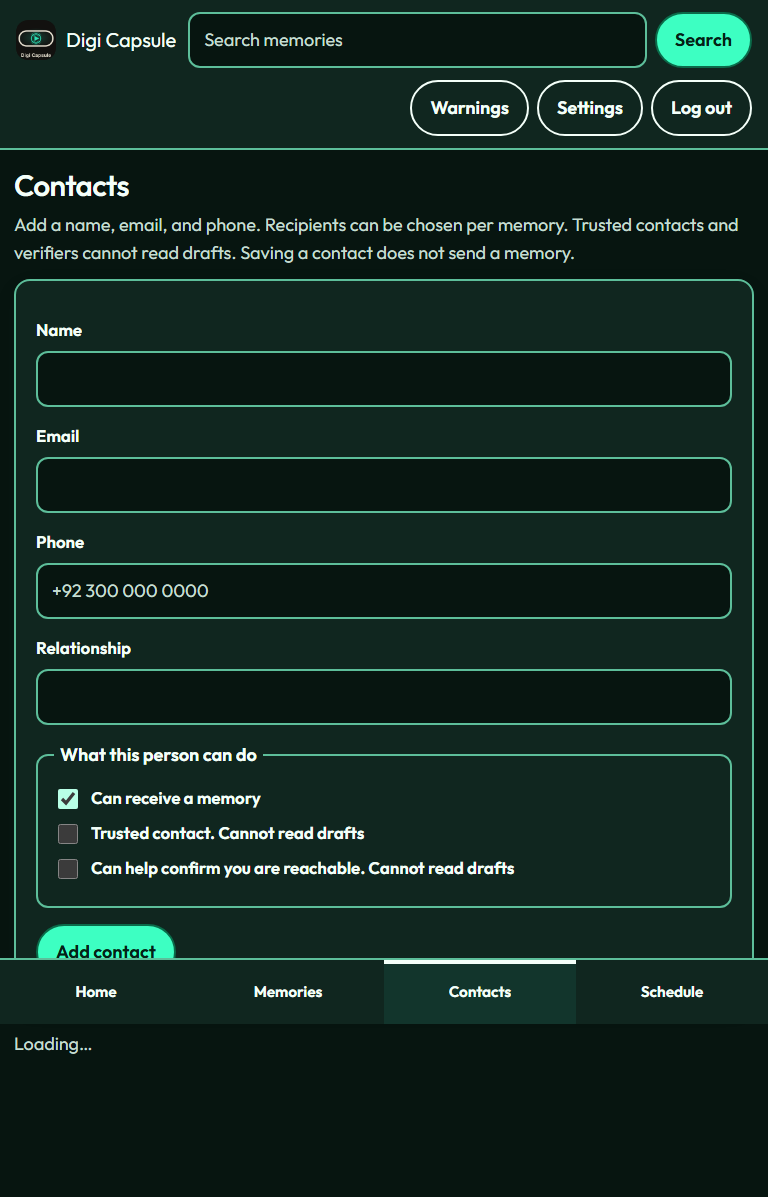 Digi Capsule
Digi Capsule
Search memories
Search
Warnings
Settings
Log out
Contacts
Add a name, email, and phone. Recipients can be chosen per memory. Trusted contacts and
verifiers cannot read drafts. Saving a contact does not send a memory.
Name
Email
Phone
+92 300 000 0000
Relationship
What this person can do
Can receive a memory
Trusted contact. Cannot read drafts
Can help confirm you are reachable. Cannot read drafts
Add contact
Home
Memories
Contacts
Schedule
Loading...